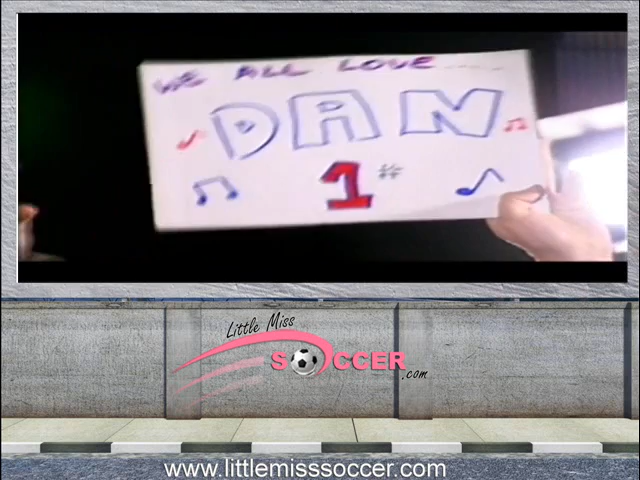 WE ALL LOVE.....
DAN
1#
Little Miss
SOCCER
.com
www.littlemisssoccer.com